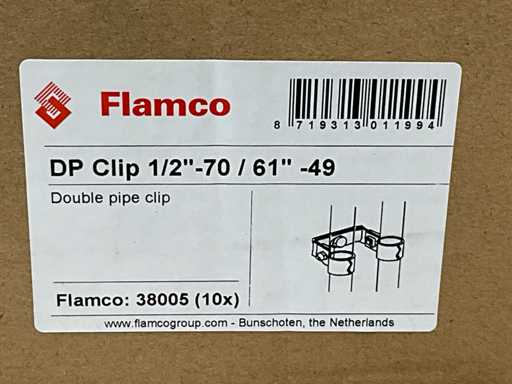 Flamco
8 719313 011994
DP Clip 1/2"-70 / 61" -49
Double pipe clip
Flamco: 38005 (10x)
www.flamcogroup.com - Bunschoten, the Netherlands